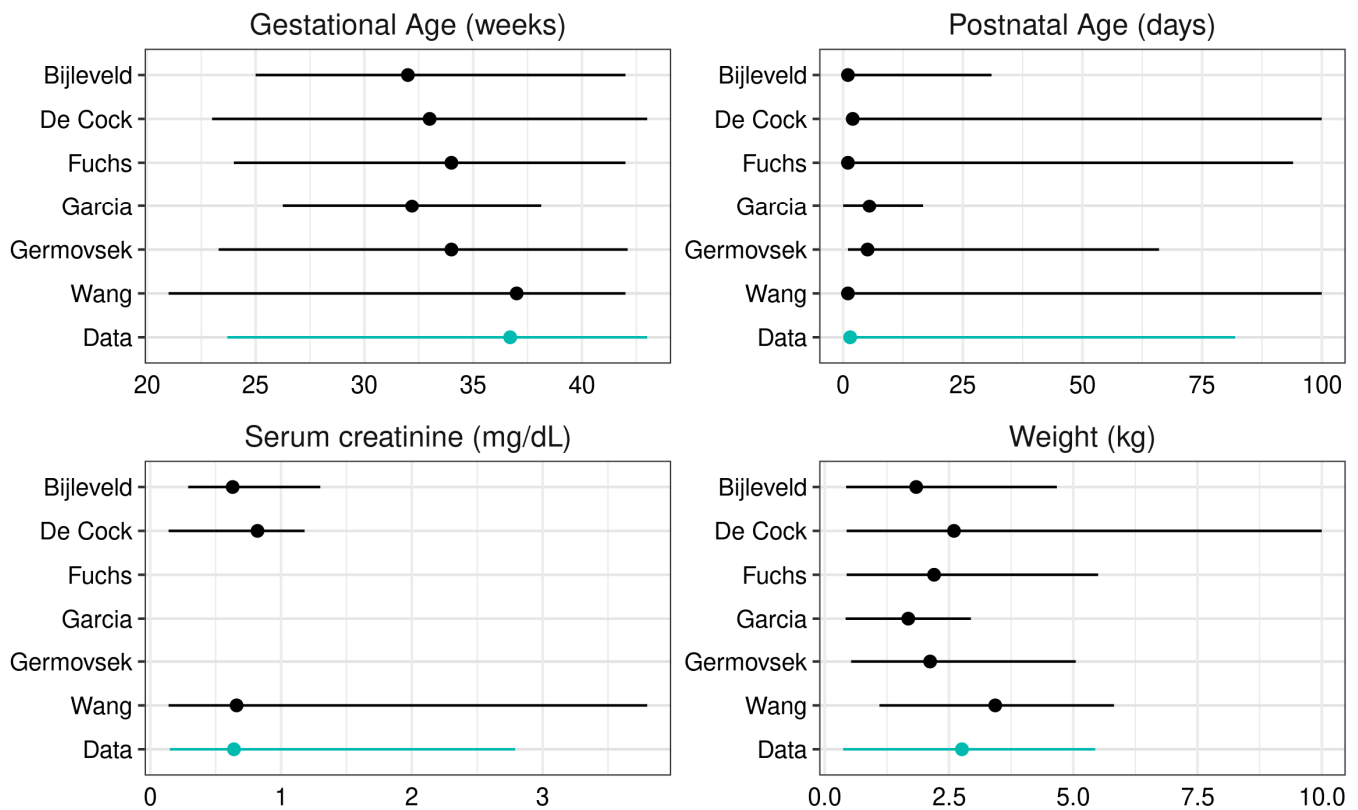 Gestational Age (weeks)
Bijleveld
De Cock
Fuchs
Garcia
Germovsek
Wang
Data
20 25 30 35 40
Postnatal Age (days)
Bijleveld
De Cock
Fuchs
Garcia
Germovsek
Wang
Data
0 25 50 75 100
Serum creatinine (mg/dL)
Bijleveld
De Cock
Fuchs
Garcia
Germovsek
Wang
Data
0 1 2 3
Weight (kg)
Bijleveld
De Cock
Fuchs
Garcia
Germovsek
Wang
Data
0.0 2.5 5.0 7.5 10.0